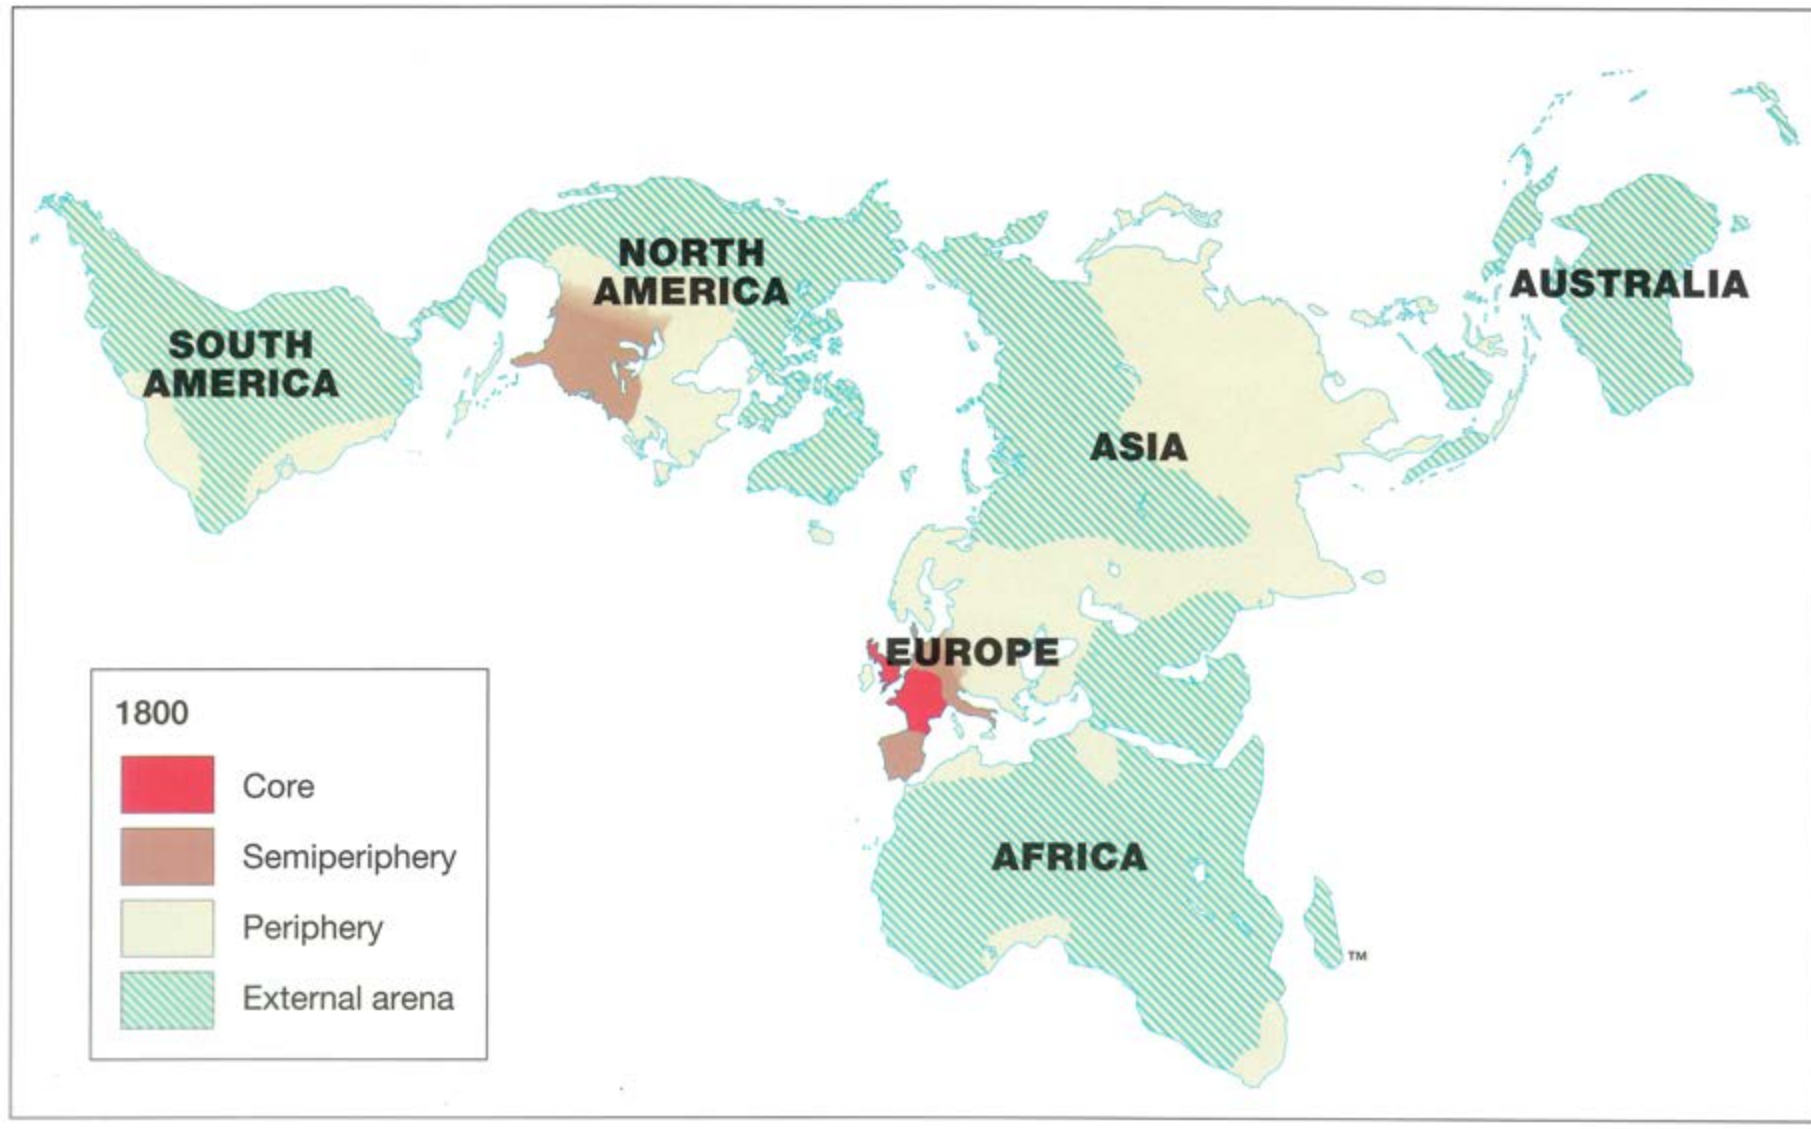 NORTH
AMERICA
SOUTH
AMERICA
AUSTRALIA
ASIA
EUROPE
AFRICA
™
1800
Core
Semiperiphery
Periphery
External arena